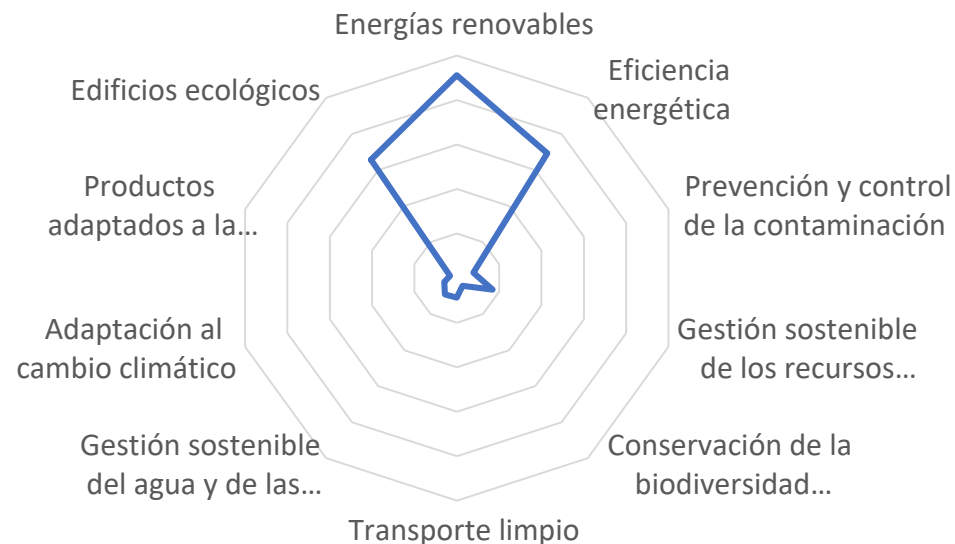 Energías renovables
Eficiencia
energética
Prevención y control
de la contaminación
Gestión sostenible
de los recursos…
Conservación de la
biodiversidad…
Transporte limpio
Gestión sostenible
del agua y de las…
Adaptación al
cambio climático
Productos
adaptados a la…
Edificios ecológicos